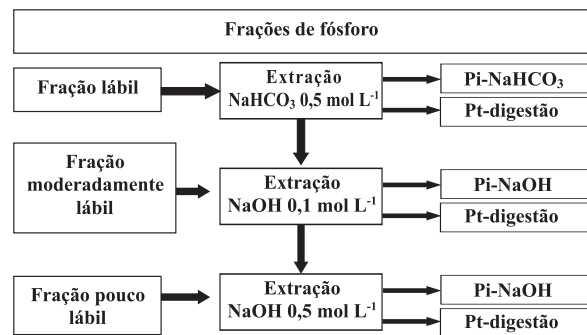 Frações de fósforo
Fração lábil
Extração
NaHCO₃ 0,5 mol L⁻¹
Pi-NaHCO₃
Pt-digestão
Fração
moderadamente
lábil
Extração
NaOH 0,1 mol L⁻¹
Pi-NaOH
Pt-digestão
Fração pouco
lábil
Extração
NaOH 0,5 mol L⁻¹
Pi-NaOH
Pt-digestão